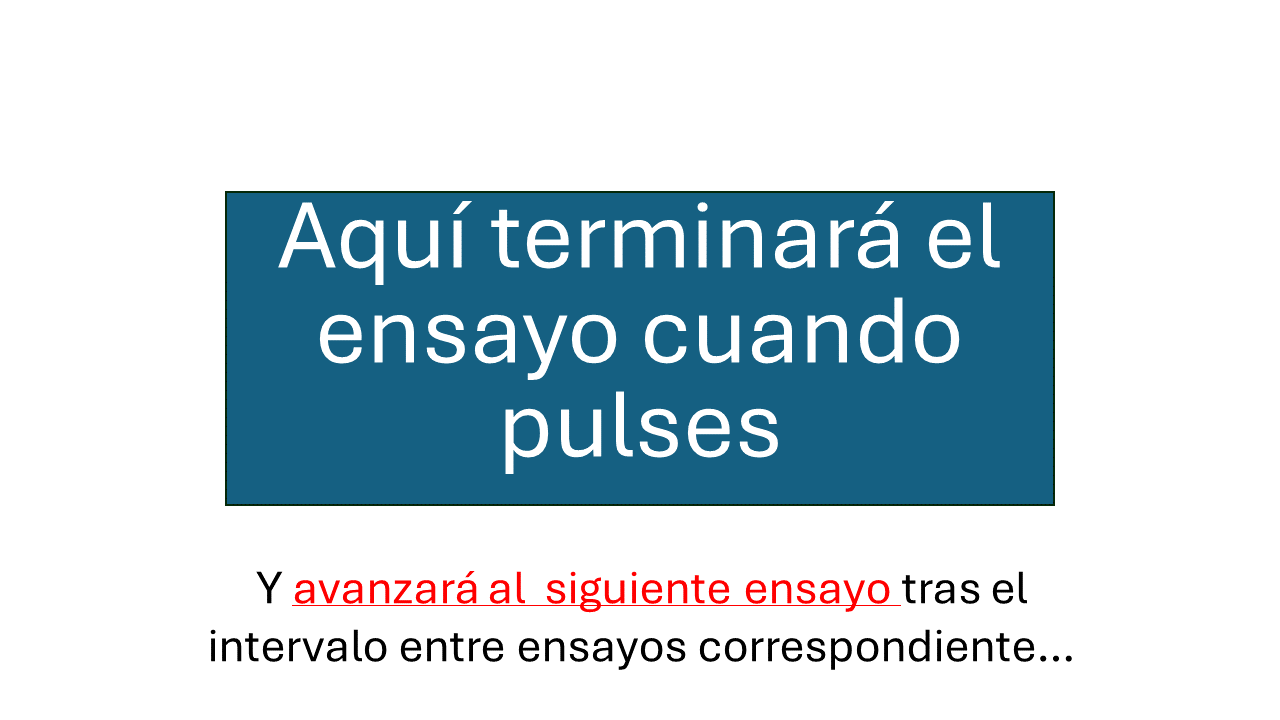 Aquí terminará el
ensayo cuando
pulses
Y avanzará al  siguiente ensayo tras el
intervalo entre ensayos correspondiente...